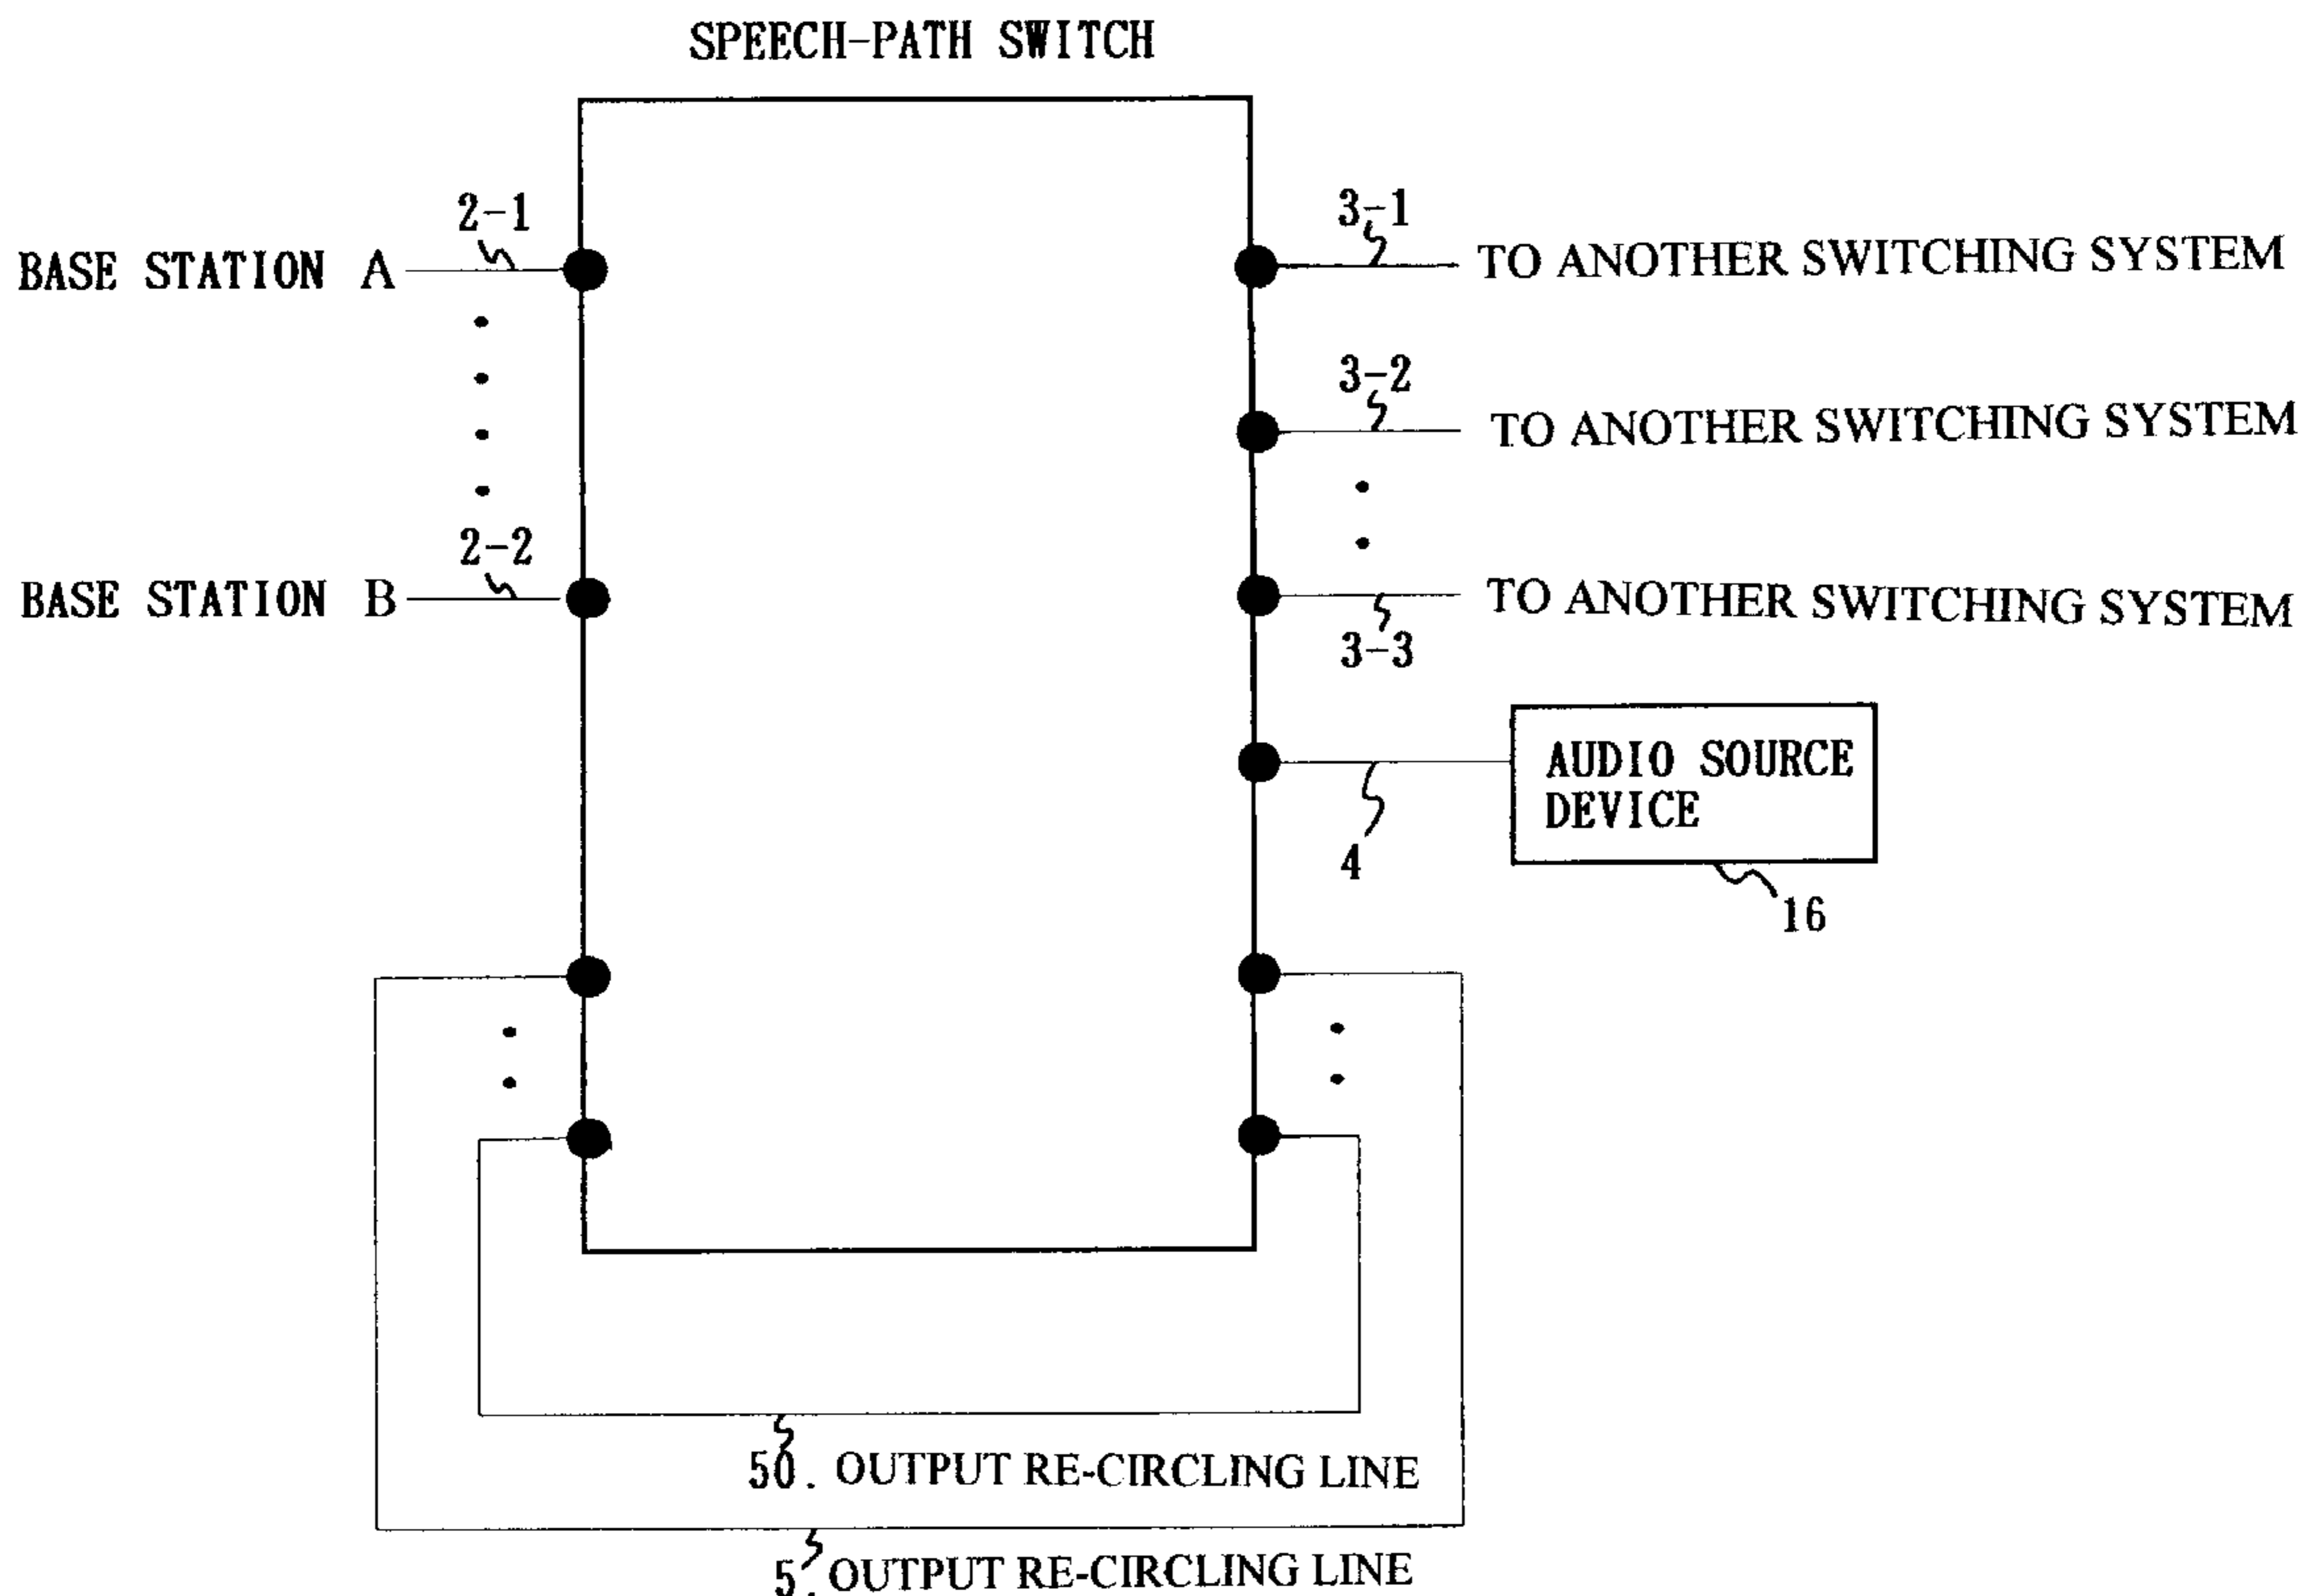 SPEECH-PATH SWITCH
2-1
BASE STATION A
3-1
TO ANOTHER SWITCHING SYSTEM
3-2
TO ANOTHER SWITCHING SYSTEM
2-2
BASE STATION B
TO ANOTHER SWITCHING SYSTEM
3-3
AUDIO SOURCE
DEVICE
4
16
50. OUTPUT RE-CIRCLING LINE
5. OUTPUT RE-CIRCLING LINE